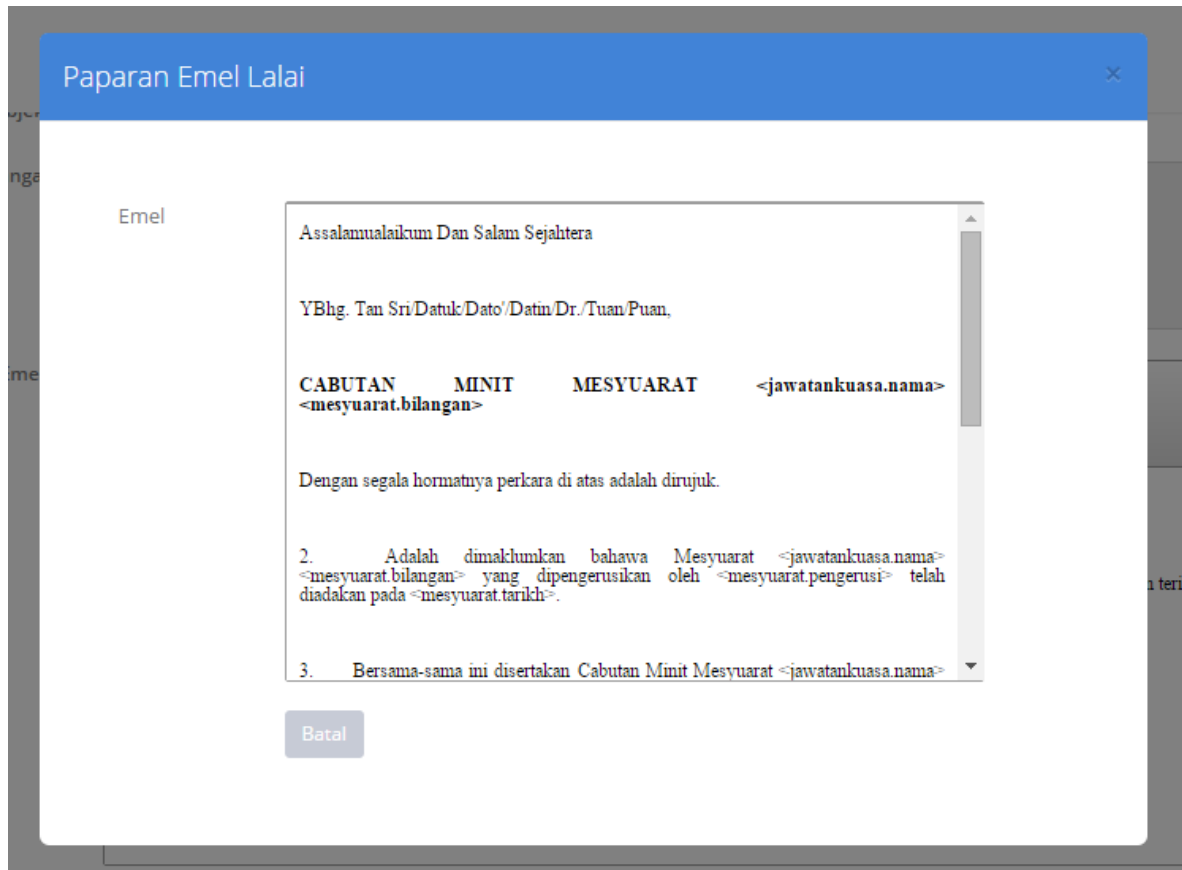 Paparan Emel Lalai
×
Emel
Assalamualaikum Dan Salam Sejahtera
YBhg. Tan Sri/Datuk/Dato'/Datin/Dr./Tuan/Puan,
CABUTAN MINIT MESYUARAT <jawatankuasa.nama>
<mesyuarat.bilangan>
Dengan segala hormatnya perkara di atas adalah dirujuk.
2. Adalah dimaklumkan bahawa Mesyuarat <jawatankuasa.nama>
<mesyuarat.bilangan> yang dipengerusikan oleh <mesyuarat.pengerusi> telah
diadakan pada <mesyuarat.tarikh>.
3. Bersama-sama ini disertakan Cabutan Minit Mesyuarat <jawatankuasa.nama>
Batal